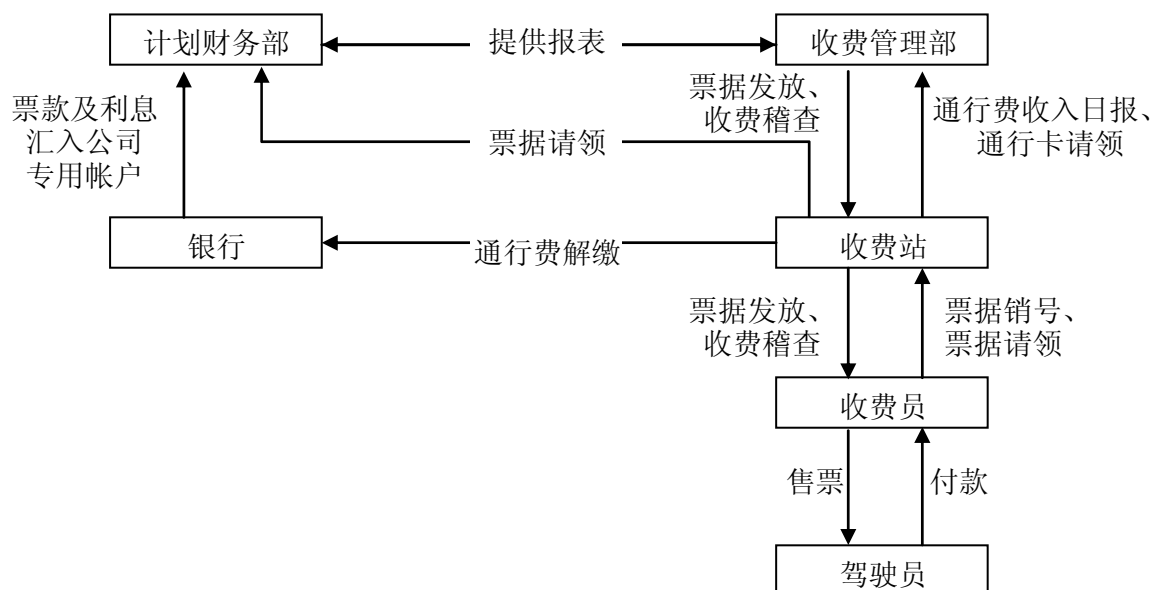 计划财务部
提供报表
收费管理部
票款及利息
汇入公司
专用帐户
票据发放、
收费稽查
通行费收入日报、
通行卡请领
票据请领
银行
通行费解缴
收费站
票据发放、
收费稽查
票据销号、
票据请领
收费员
售票
付款
驾驶员